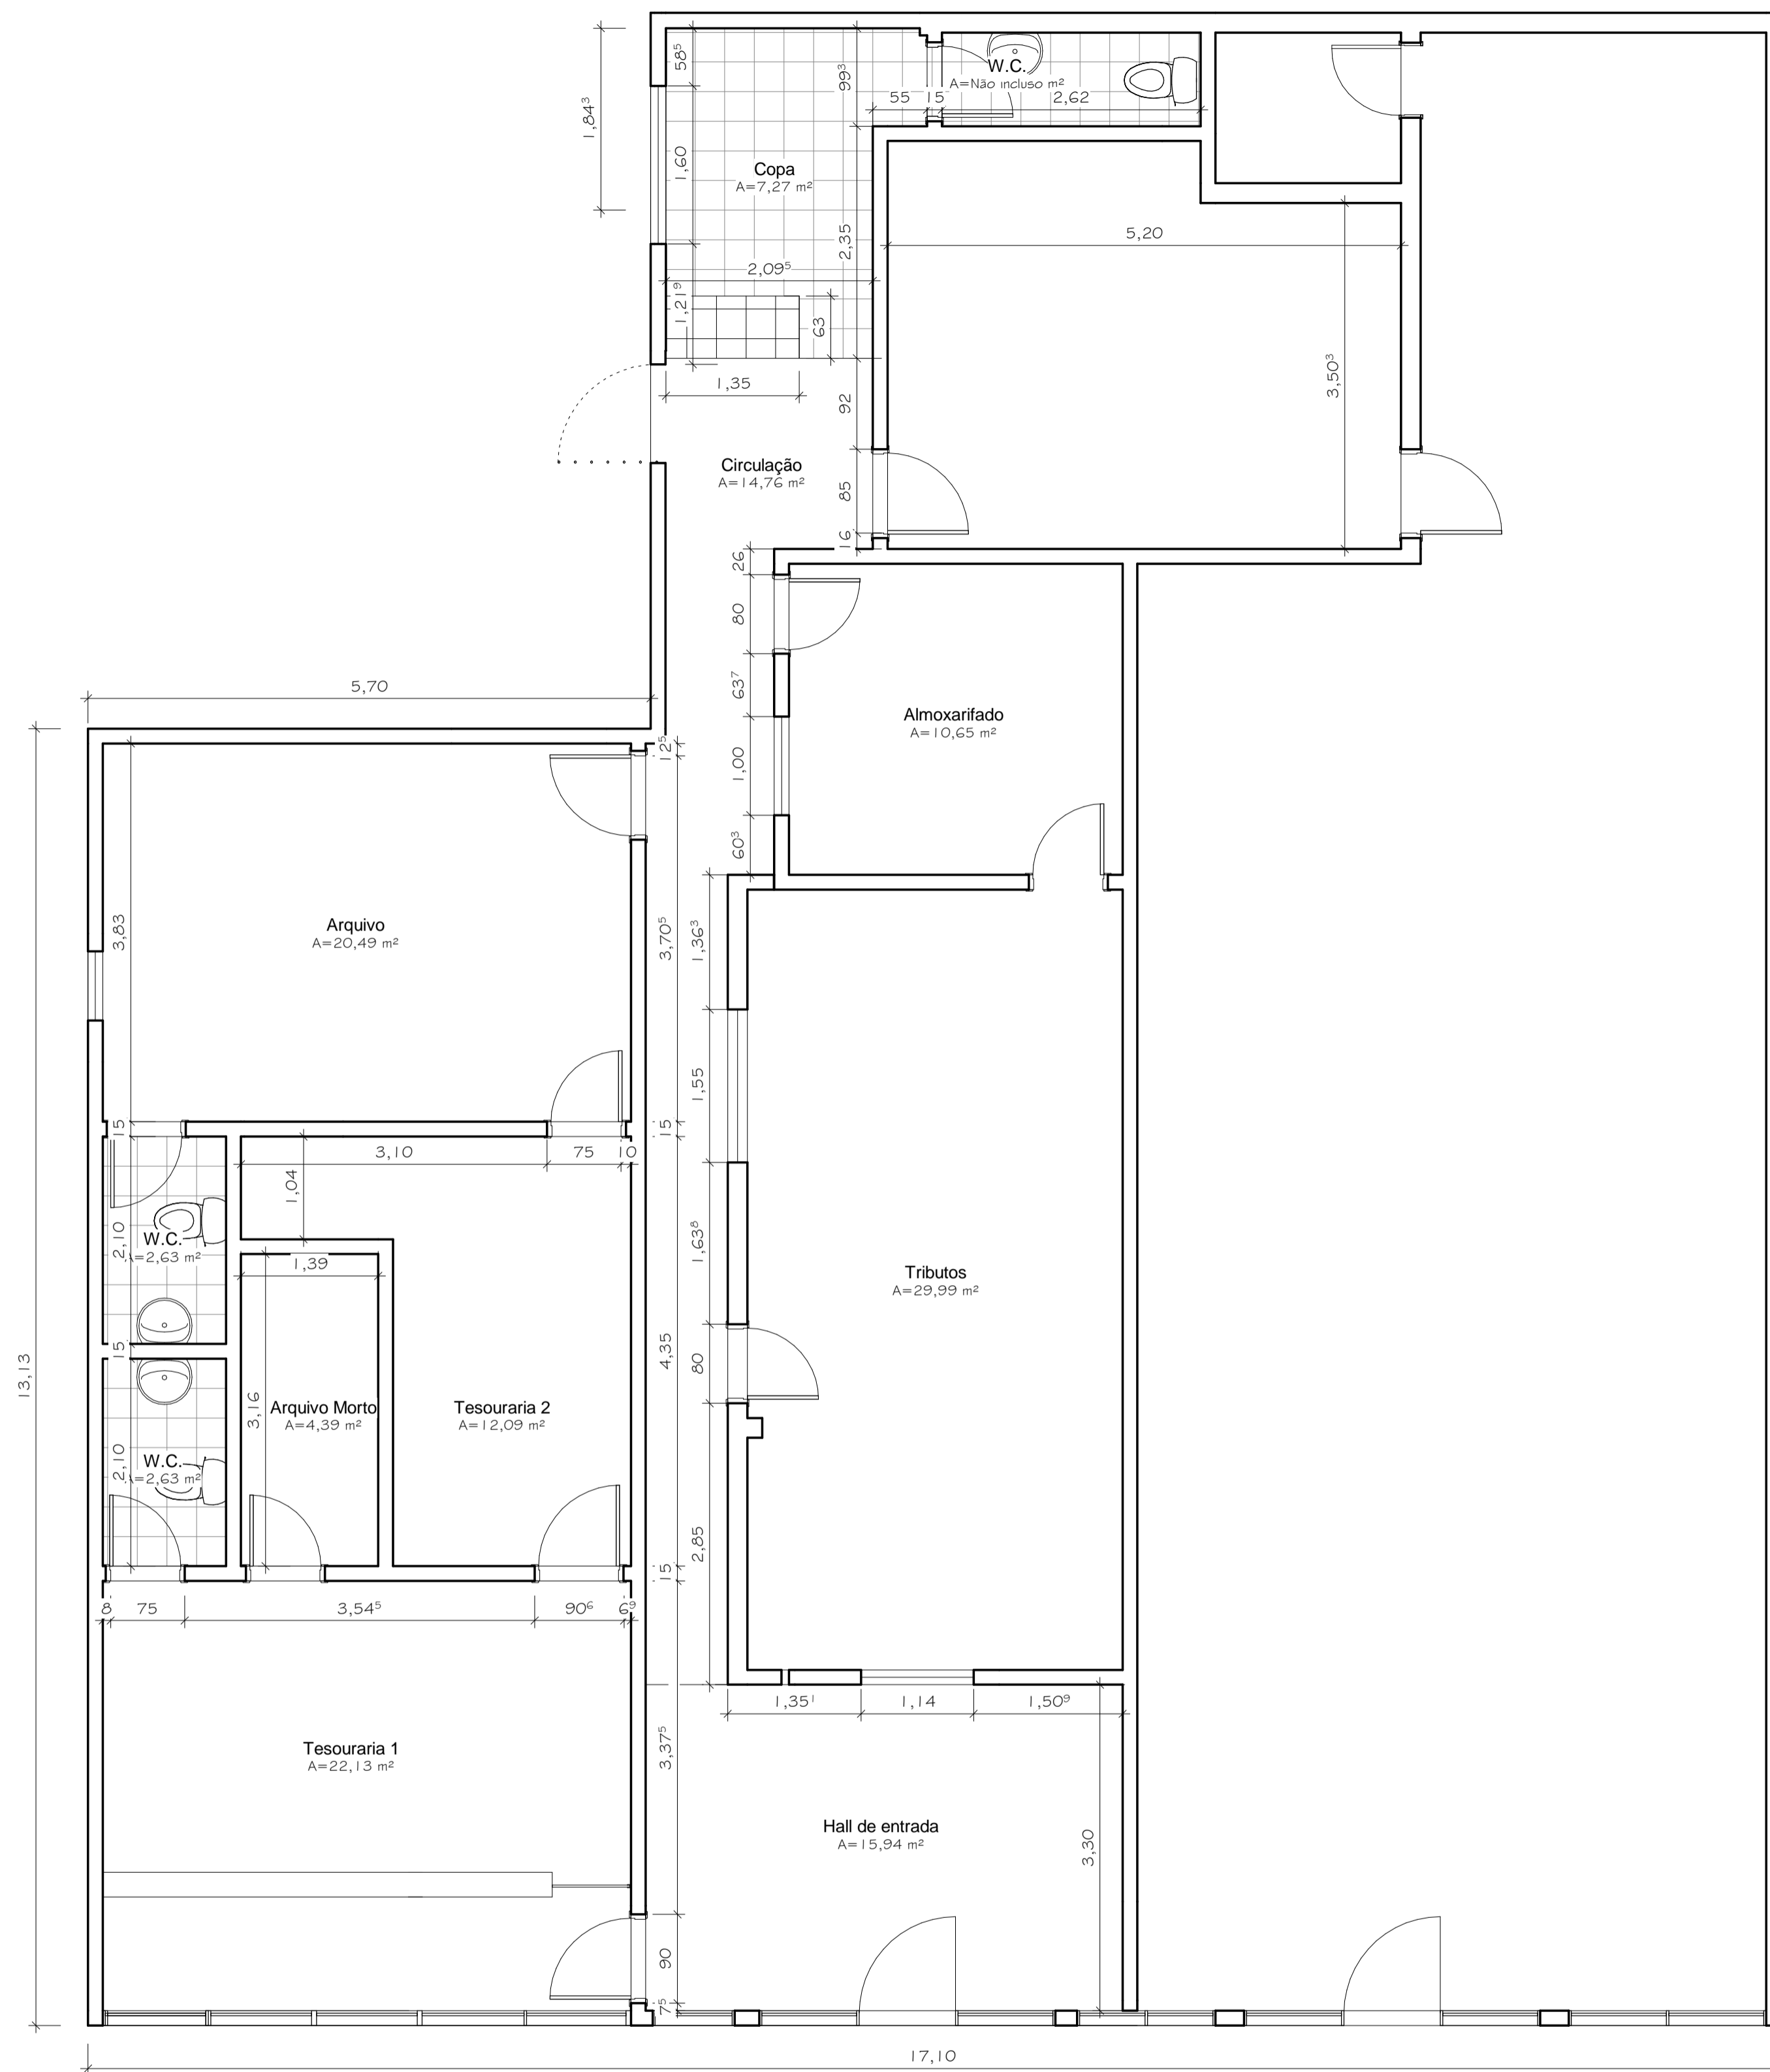 58⁵
1,84³
1,60
1,21⁹
99³
W.C.
A=Não incluso m²
55
15
2,62
Copa
A=7,27 m²
2,35
5,20
2,09⁵
63
1,35
92
3,50³
Circulação
A=14,76 m²
85
16
26
80
5,70
63⁷
Almoxarifado
A=10,65 m²
12⁵
1,00
60³
3,83
Arquivo
A=20,49 m²
3,70⁵
1,36³
1,55
15
15
3,10
75
10
1,04
2,10
W.C.
A=2,63 m²
1,39
1,63⁸
Tributos
A=29,99 m²
13,13
15
4,35
80
3,16
Arquivo Morto
A=4,39 m²
Tesouraria 2
A=12,09 m²
2,10
W.C.
A=2,63 m²
2,85
15
8
75
3,54⁵
90⁶
6⁹
1,35¹
1,14
1,50⁹
3,37⁵
Tesouraria 1
A=22,13 m²
Hall de entrada
A=15,94 m²
3,30
90
7⁵
17,10